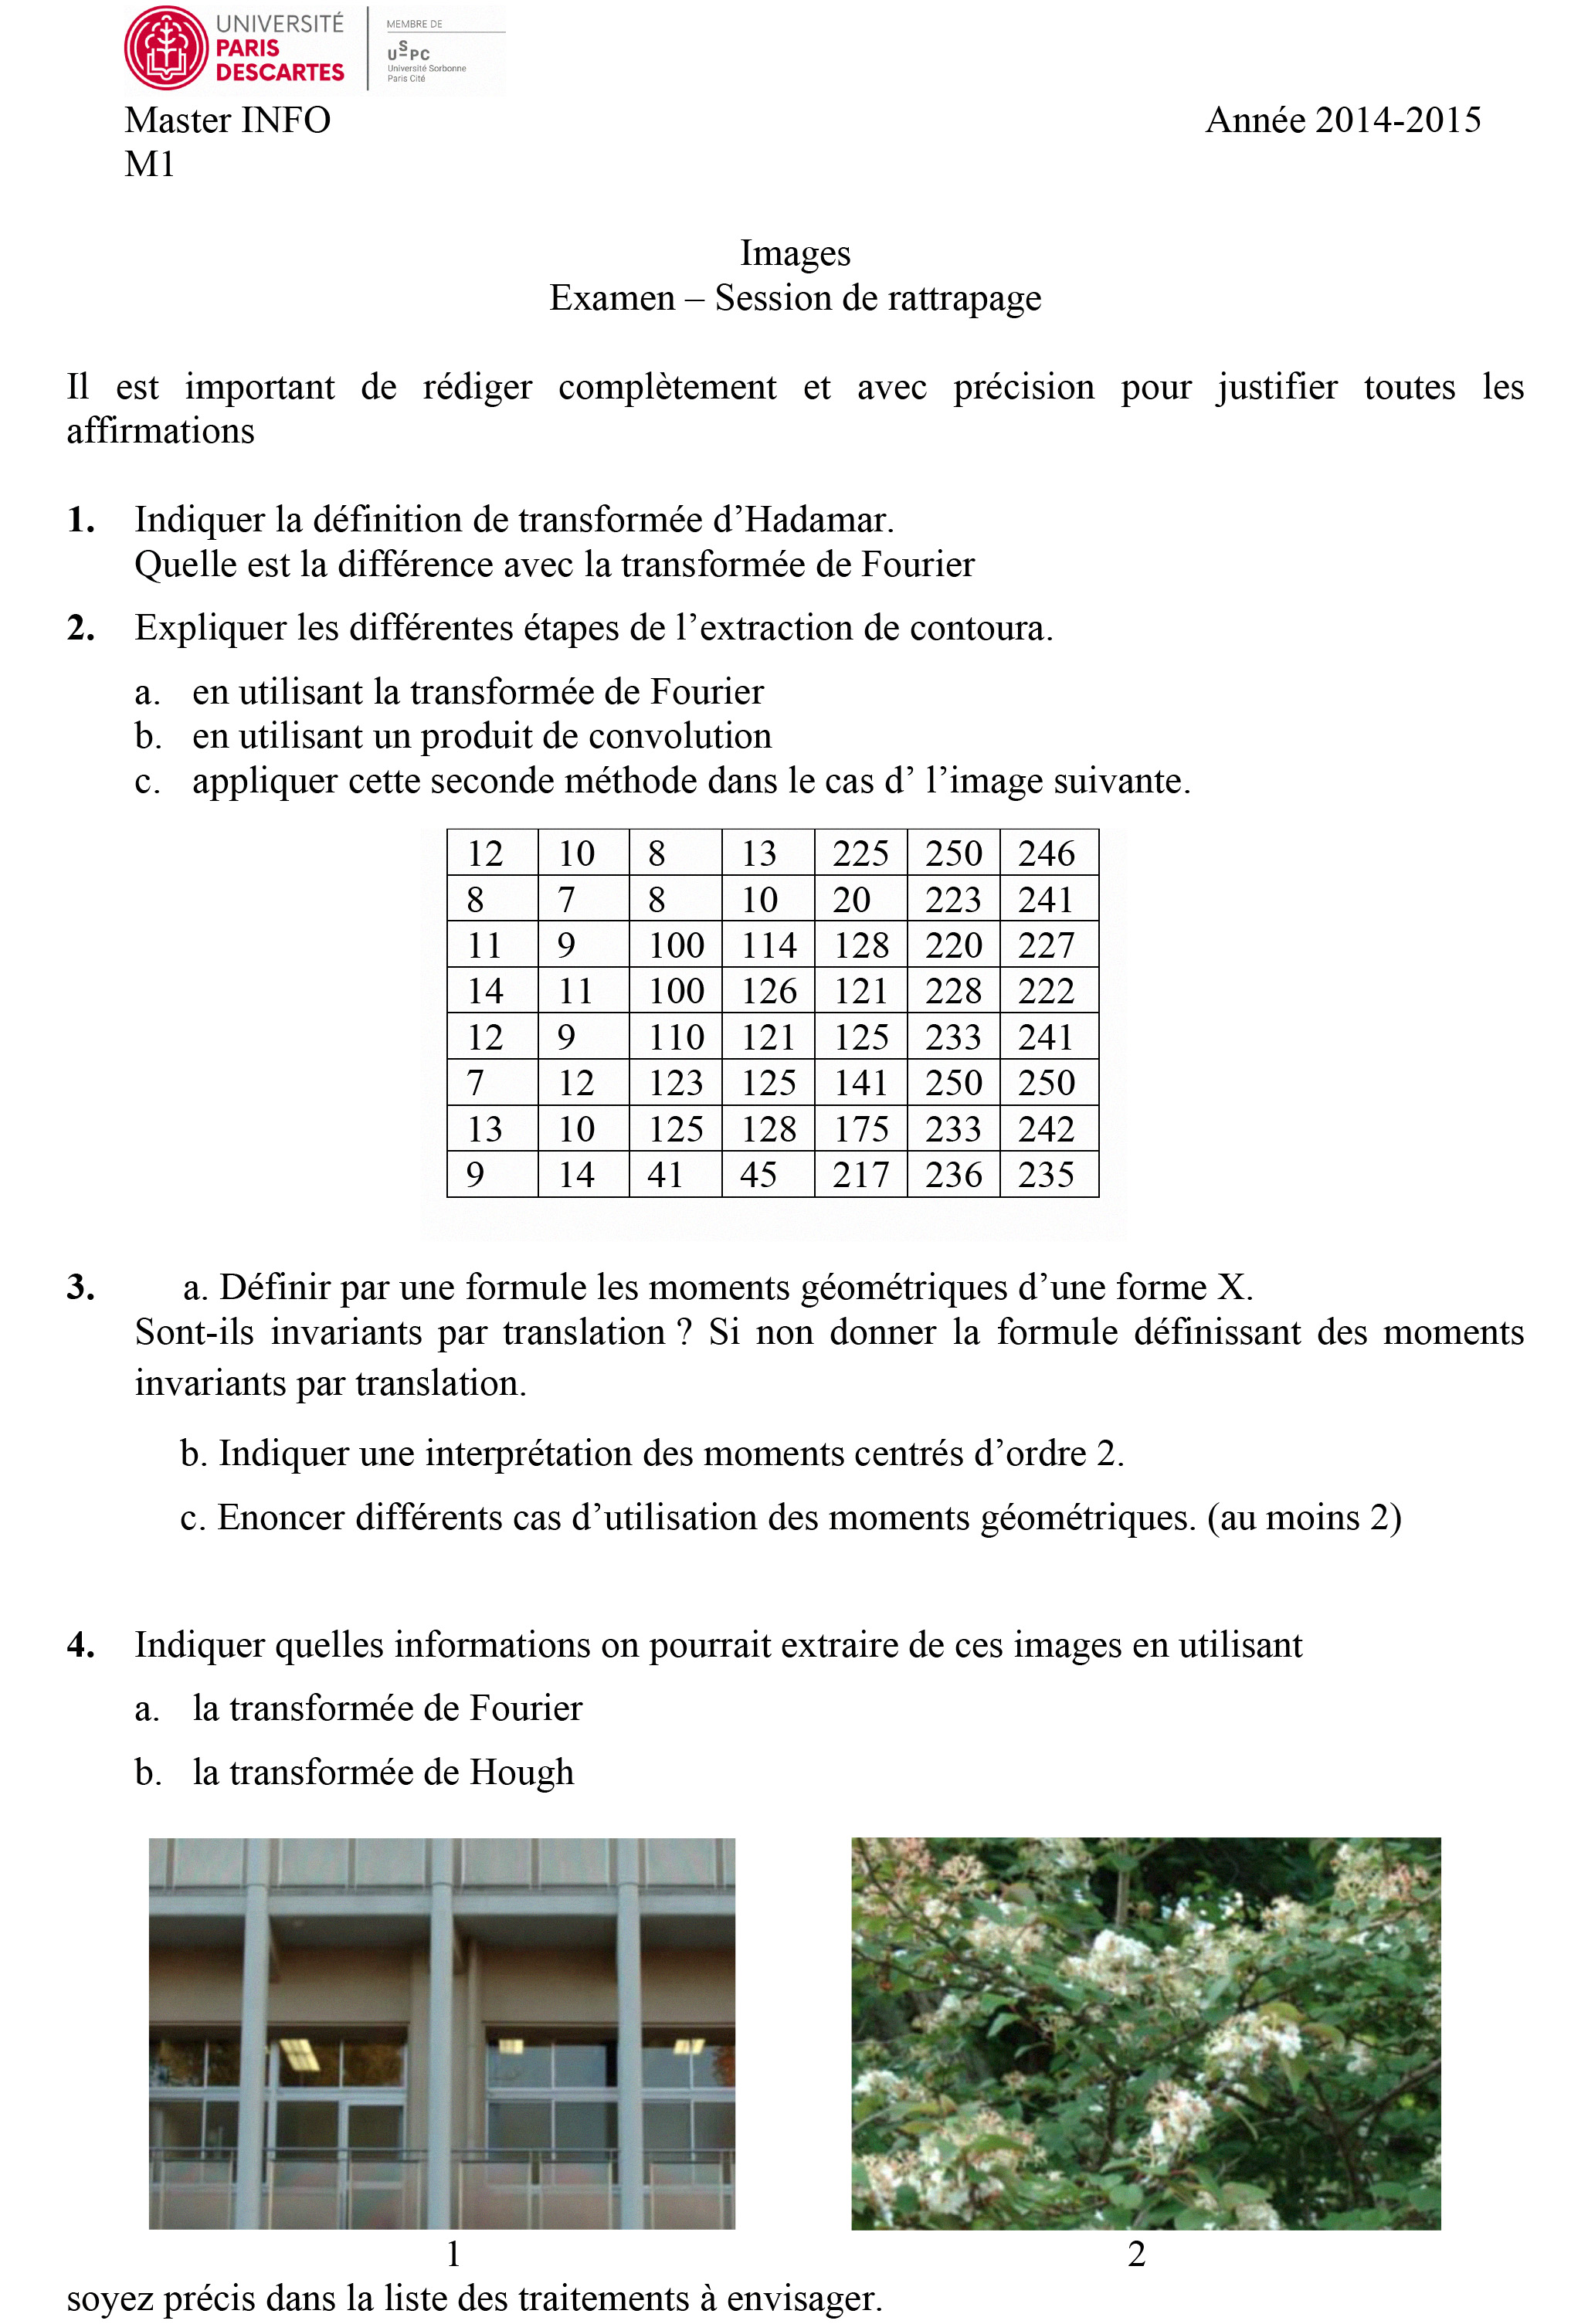 UNIVERSITÉ
PARIS
DESCARTES
MEMBRE DE
USPC
Université Sorbonne
Paris Cité
Master INFO Année 2014-2015
M1
Images
Examen – Session de rattrapage
Il est important de rédiger complètement et avec précision pour justifier toutes les
affirmations
1. Indiquer la définition de transformée d’Hadamar.
Quelle est la différence avec la transformée de Fourier
2. Expliquer les différentes étapes de l’extraction de contoura.
a. en utilisant la transformée de Fourier
b. en utilisant un produit de convolution
c. appliquer cette seconde méthode dans le cas d’ l’image suivante.
12 10 8 13 225 250 246
8 7 8 10 20 223 241
11 9 100 114 128 220 227
14 11 100 126 121 228 222
12 9 110 121 125 233 241
7 12 123 125 141 250 250
13 10 125 128 175 233 242
9 14 41 45 217 236 235
3. a. Définir par une formule les moments géométriques d’une forme X.
Sont-ils invariants par translation ? Si non donner la formule définissant des moments
invariants par translation.
b. Indiquer une interprétation des moments centrés d’ordre 2.
c. Enoncer différents cas d’utilisation des moments géométriques. (au moins 2)
4. Indiquer quelles informations on pourrait extraire de ces images en utilisant
a. la transformée de Fourier
b. la transformée de Hough
1 2
soyez précis dans la liste des traitements à envisager.